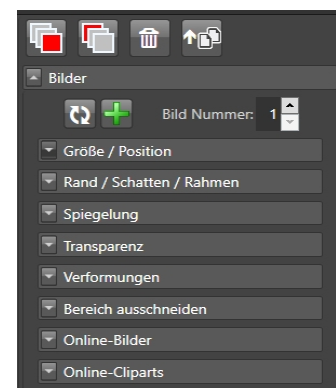 Bilder
Bild Nummer: 1
Größe / Position
Rand / Schatten / Rahmen
Spiegelung
Transparenz
Verformungen
Bereich ausschneiden
Online-Bilder
Online-Cliparts